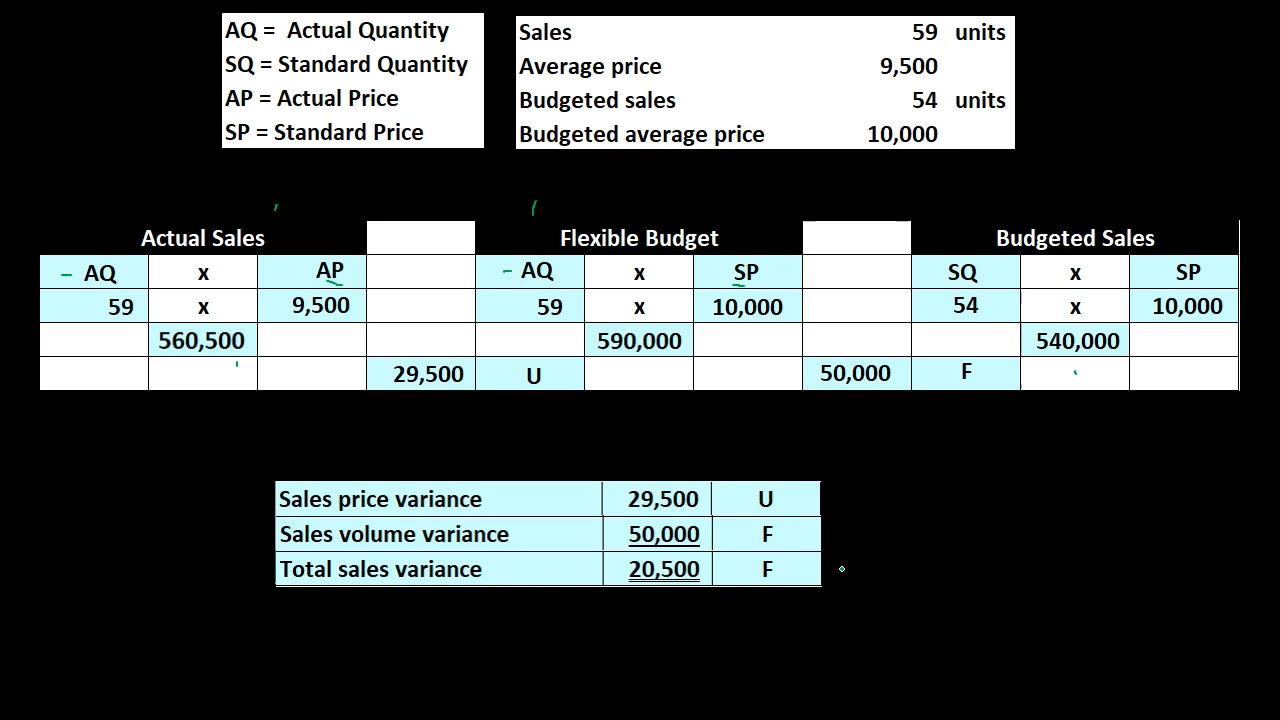 AQ = Actual Quantity
SQ = Standard Quantity
AP = Actual Price
SP = Standard Price
Sales 59 units
Average price 9,500
Budgeted sales 54 units
Budgeted average price 10,000
Actual Sales Flexible Budget Budgeted Sales
AQ x AP AQ x SP SQ x SP
59 x 9,500 59 x 10,000 54 x 10,000
560,500 590,000 540,000
29,500 U 50,000 F
Sales price variance 29,500 U
Sales volume variance 50,000 F
Total sales variance 20,500 F